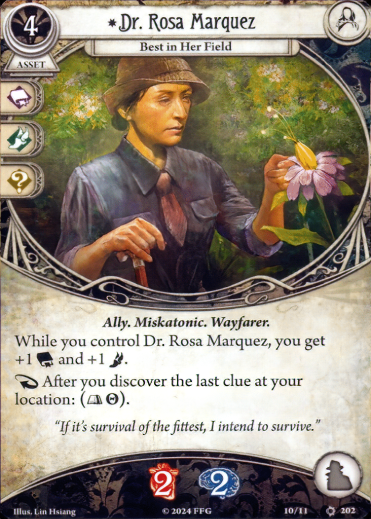 4
*Dr. Rosa Marquez
ASSET
Best in Her Field
?
Ally. Miskatonic. Wayfarer.
While you control Dr. Rosa Marquez, you get
+1 and +1 .
After you discover the last clue at your
location: ( ).
“If it’s survival of the fittest, I intend to survive.”
2 2
Illus. Lin Hsiang © 2024 FFG 10/11 202